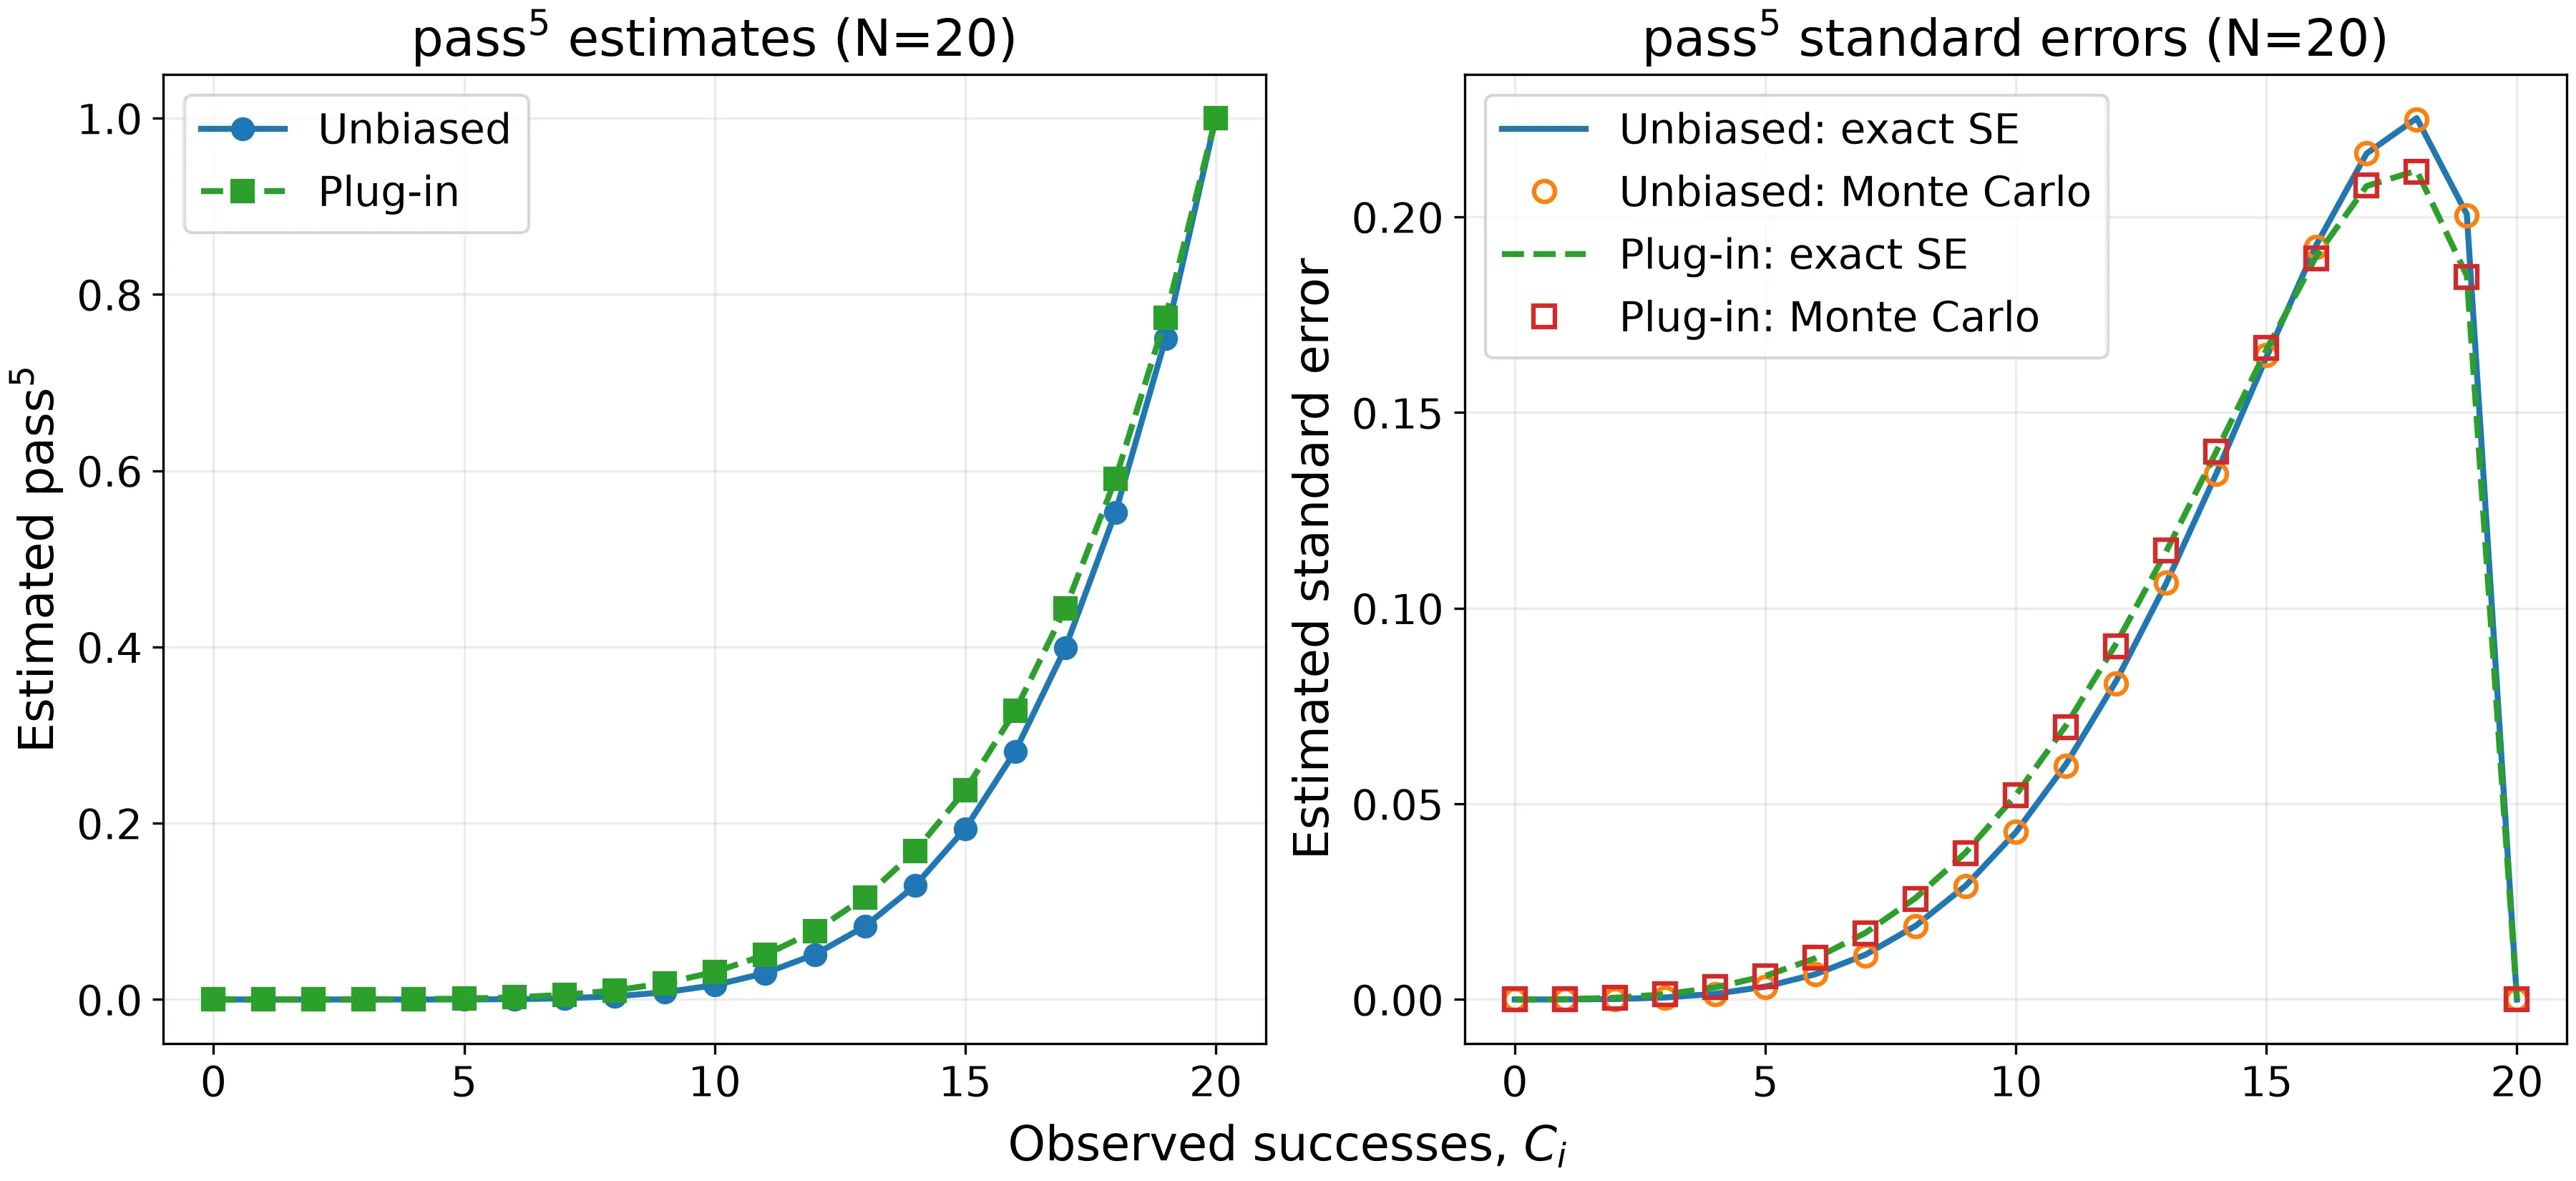 pass⁵ estimates (N=20)
Unbiased
Plug-in
Estimated pass⁵
1.0
0.8
0.6
0.4
0.2
0.0
0 5 10 15 20
pass⁵ standard errors (N=20)
Unbiased: exact SE
Unbiased: Monte Carlo
Plug-in: exact SE
Plug-in: Monte Carlo
Estimated standard error
0.20
0.15
0.10
0.05
0.00
0 5 10 15 20
Observed successes, Cᵢ